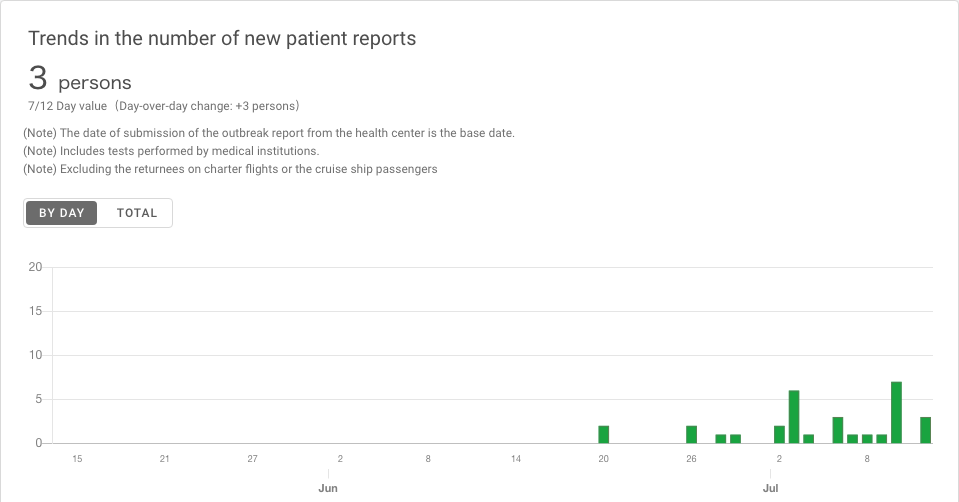 Trends in the number of new patient reports
3 persons
7/12 Day value（Day-over-day change: +3 persons）
(Note) The date of submission of the outbreak report from the health center is the base date.
(Note) Includes tests performed by medical institutions.
(Note) Excluding the returnees on charter flights or the cruise ship passengers
BY DAY TOTAL
20
15
10
5
0
15 21 27 2 8 14 20 26 2 8
Jun Jul